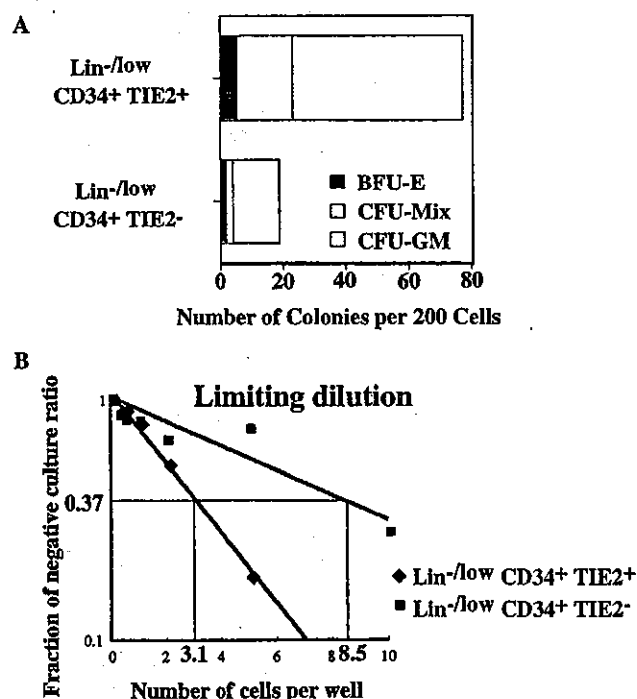 A
Lin-/low
CD34+ TIE2+
Lin-/low
CD34+ TIE2-
BFU-E
CFU-Mix
CFU-GM
0 20 40 60 80
Number of Colonies per 200 Cells
B
Limiting dilution
Fraction of negative culture ratio
1
0.37
0.1
0 2 3.1 4 6 8 8.5 10
Number of cells per well
Lin-/low CD34+ TIE2+
Lin-/low CD34+ TIE2-